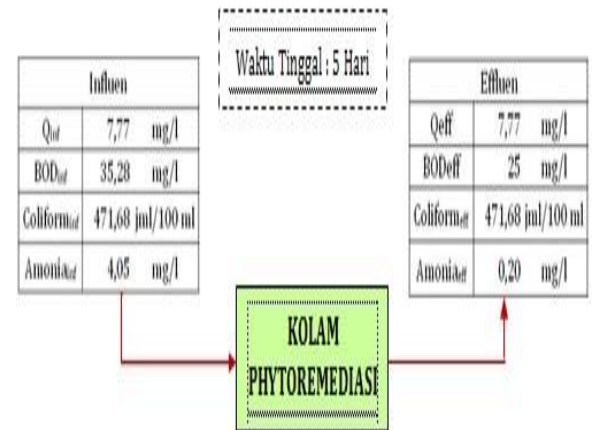 Waktu Tinggal : 5 Hari
Influen
Qinf 7,77 mg/l
BODinf 35,28 mg/l
Coliforminf 471,68 jml/100 ml
Amoniainf 4,05 mg/l
Effluen
Qeff 7,77 mg/l
BODeff 25 mg/l
Coliformeff 471,68 jml/100 ml
Amoniaeff 0,20 mg/l
KOLAM
PHYTOREMEDIASI